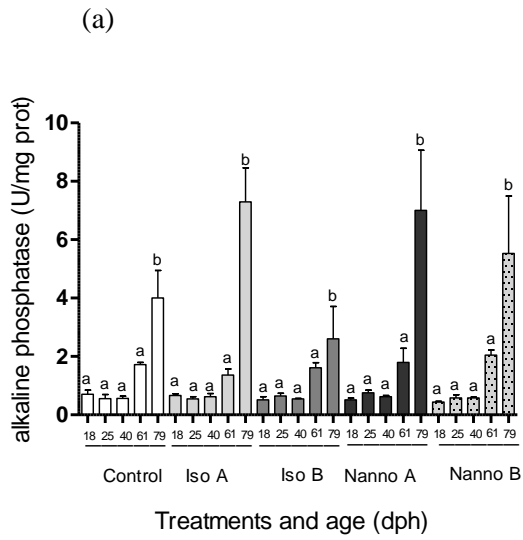 (a)
alkaline phosphatase (U/mg prot)
10
8
6
4
2
0
a a a a b a a a a b a a a a b a a a a b a a a a b
18 25 40 61 79 18 25 40 61 79 18 25 40 61 79 18 25 40 61 79 18 25 40 61 79
Control Iso A Iso B Nanno A Nanno B
Treatments and age (dph)